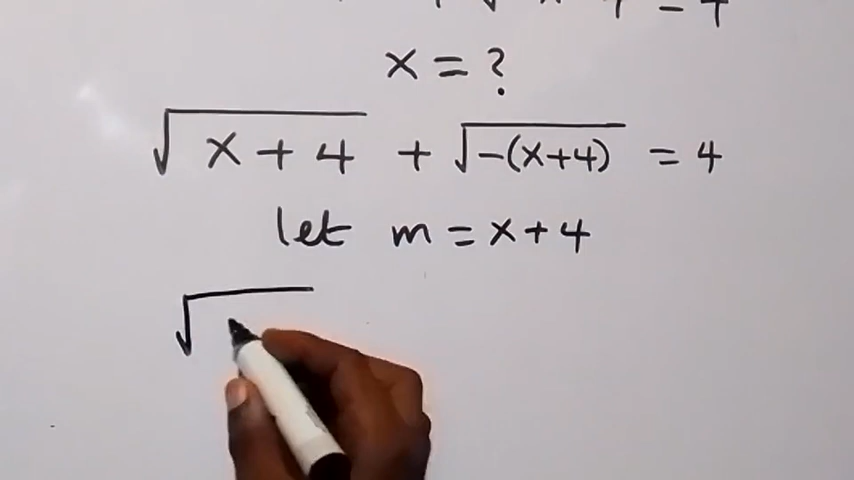 x = ?
√(x + 4) + √(-(x+4)) = 4
let m = x + 4
√